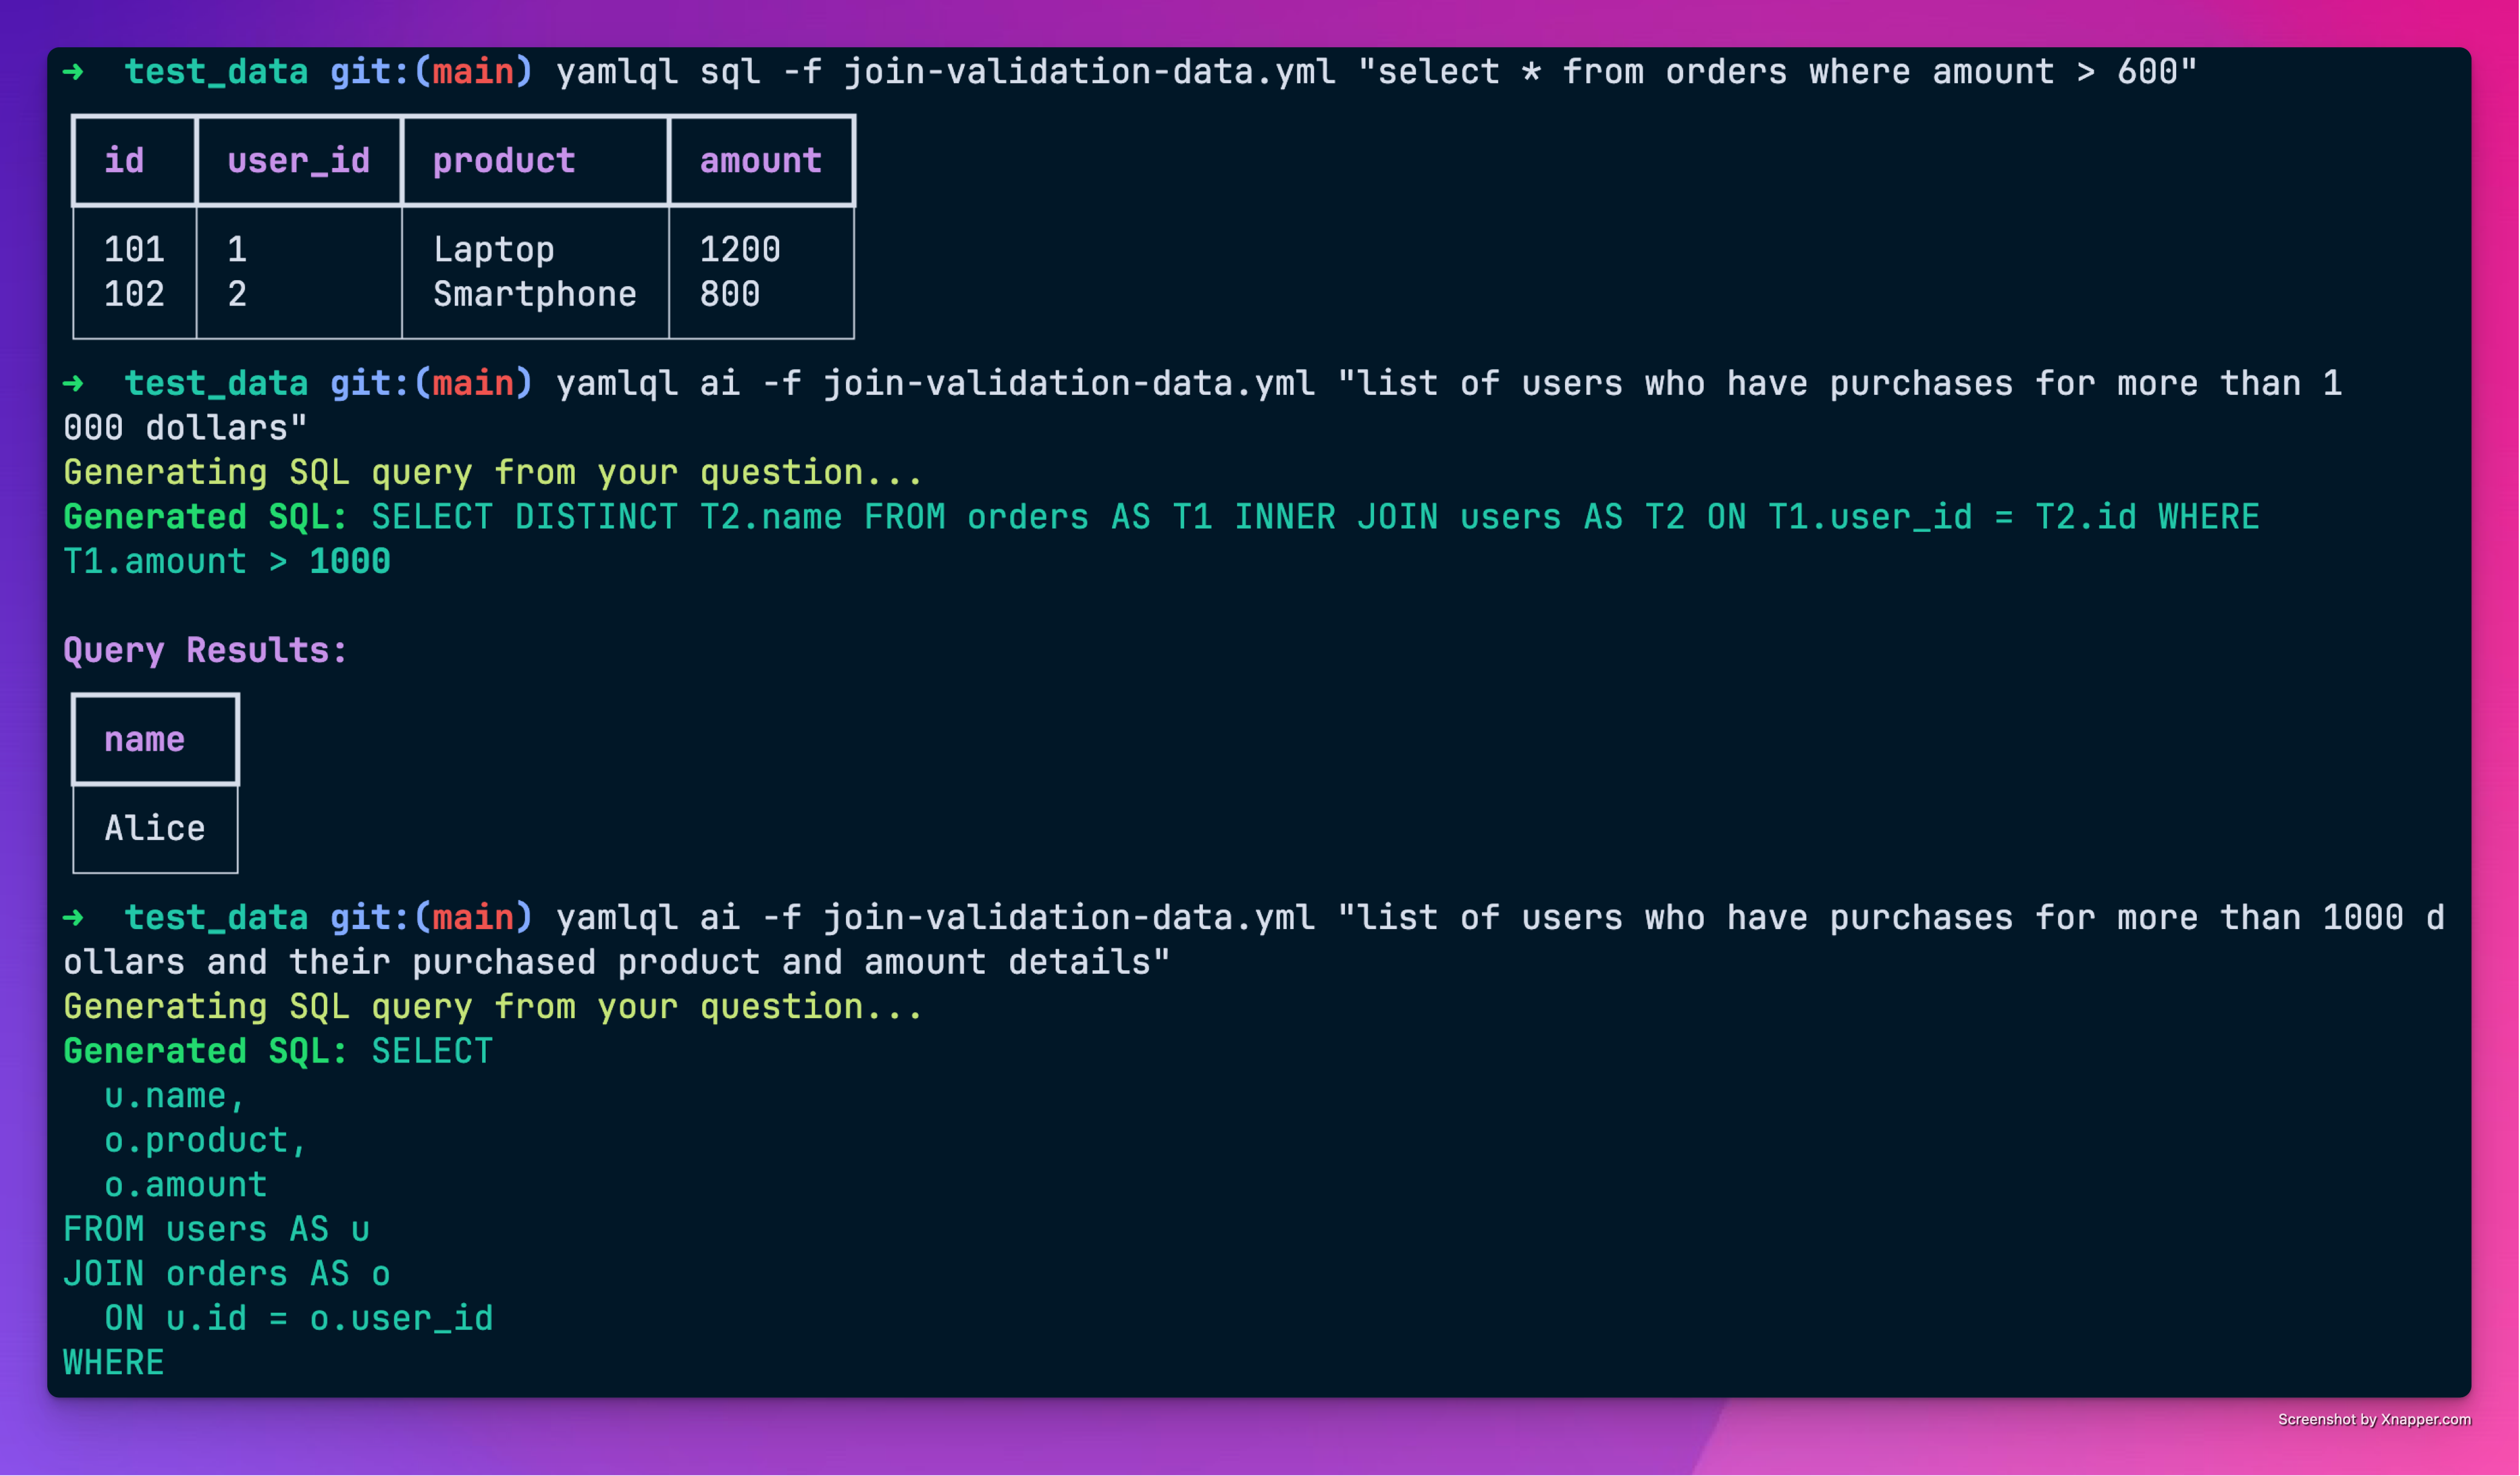 ➜  test_data git:(main) yamlql sql -f join-validation-data.yml "select * from orders where amount > 600"
id user_id product amount
101 1 Laptop 1200
102 2 Smartphone 800
➜  test_data git:(main) yamlql ai -f join-validation-data.yml "list of users who have purchases for more than 1
000 dollars"
Generating SQL query from your question...
Generated SQL: SELECT DISTINCT T2.name FROM orders AS T1 INNER JOIN users AS T2 ON T1.user_id = T2.id WHERE
T1.amount > 1000
Query Results:
name
Alice
➜  test_data git:(main) yamlql ai -f join-validation-data.yml "list of users who have purchases for more than 1000 d
ollars and their purchased product and amount details"
Generating SQL query from your question...
Generated SQL: SELECT
  u.name,
  o.product,
  o.amount
FROM users AS u
JOIN orders AS o
  ON u.id = o.user_id
WHERE
Screenshot by Xnapper.com